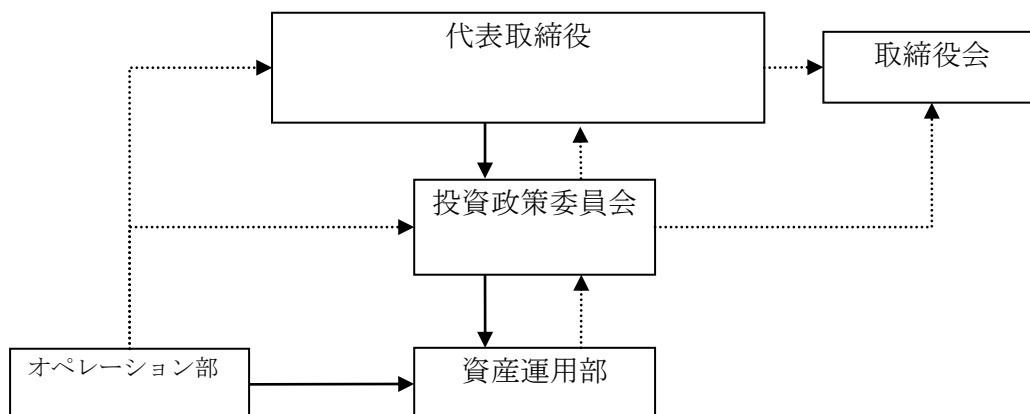 代表取締役
取締役会
投資政策委員会
オペレーション部
資産運用部